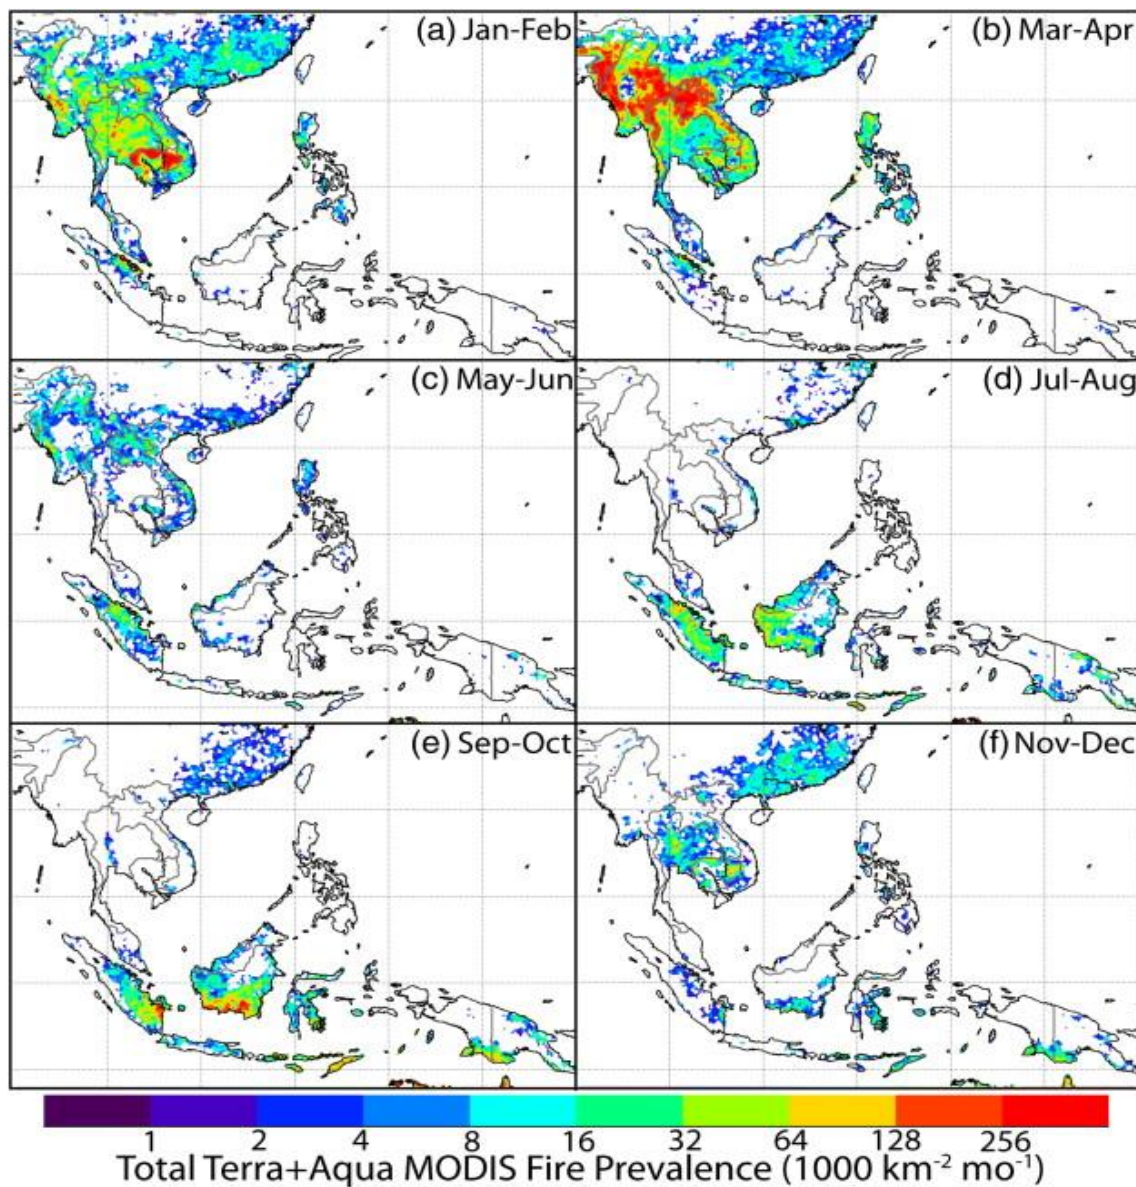 (a) Jan-Feb
(b) Mar-Apr
(c) May-Jun
(d) Jul-Aug
(e) Sep-Oct
(f) Nov-Dec
1 2 4 8 16 32 64 128 256
Total Terra+Aqua MODIS Fire Prevalence (1000 km⁻² mo⁻¹)